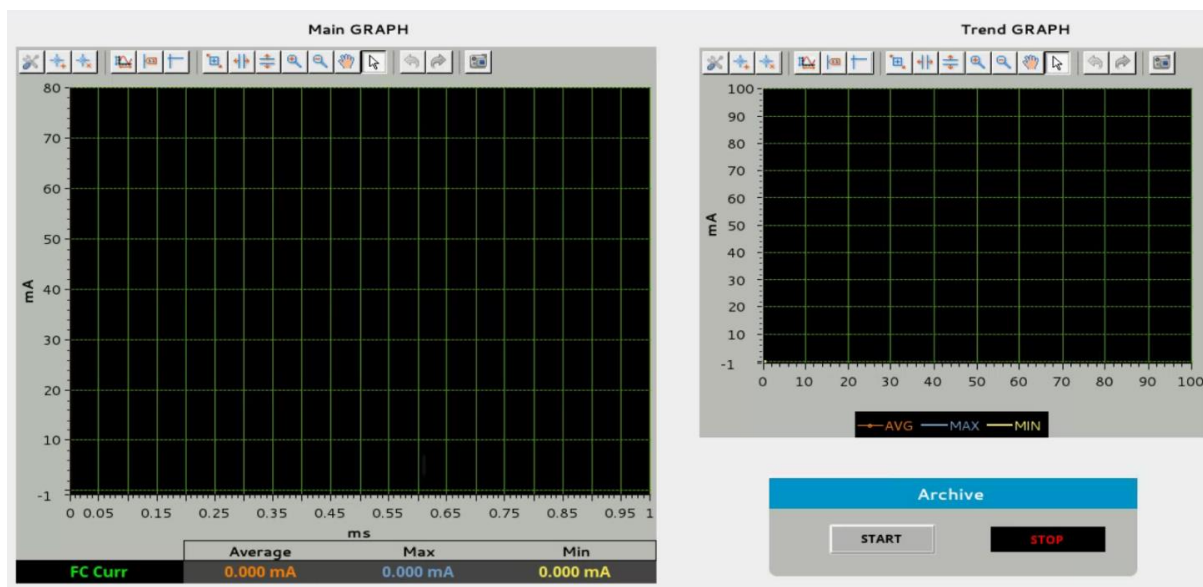 Main GRAPH
80
70
60
50
40
30
20
10
-1
mA
0 0.05 0.15 0.25 0.35 0.45 0.55 0.65 0.75 0.85 0.95 1
ms
Average Max Min
FC Curr 0.000 mA 0.000 mA 0.000 mA
Trend GRAPH
100
90
80
70
60
50
40
30
20
10
-1
mA
0 10 20 30 40 50 60 70 80 90 100
AVG MAX MIN
Archive
START STOP